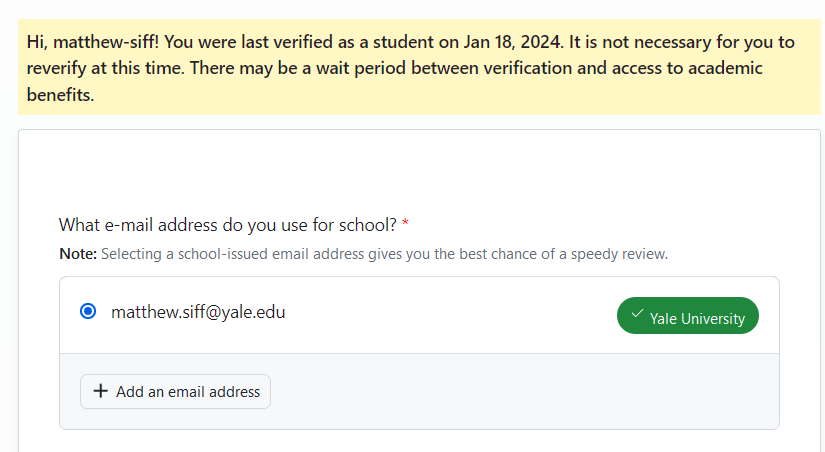 Hi, matthew-siff! You were last verified as a student on Jan 18, 2024. It is not necessary for you to
reverify at this time. There may be a wait period between verification and access to academic
benefits.
What e-mail address do you use for school? *
Note: Selecting a school-issued email address gives you the best chance of a speedy review.
matthew.siff@yale.edu
Yale University
Add an email address